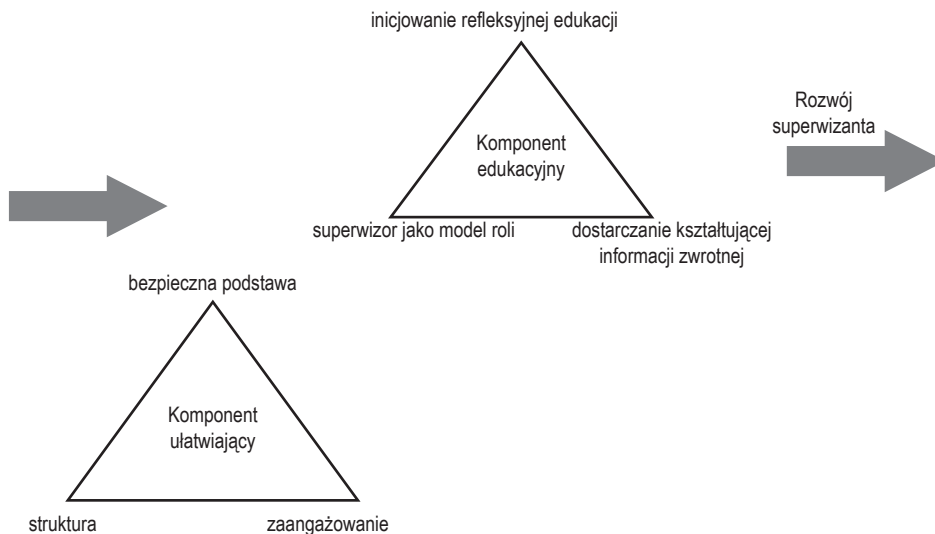 inicjowanie refleksyjnej edukacji
Rozwój
superwizanta
Komponent
edukacyjny
superwizor jako model roli
dostarczanie kształtującej
informacji zwrotnej
bezpieczna podstawa
Komponent
ułatwiający
struktura
zaangażowanie